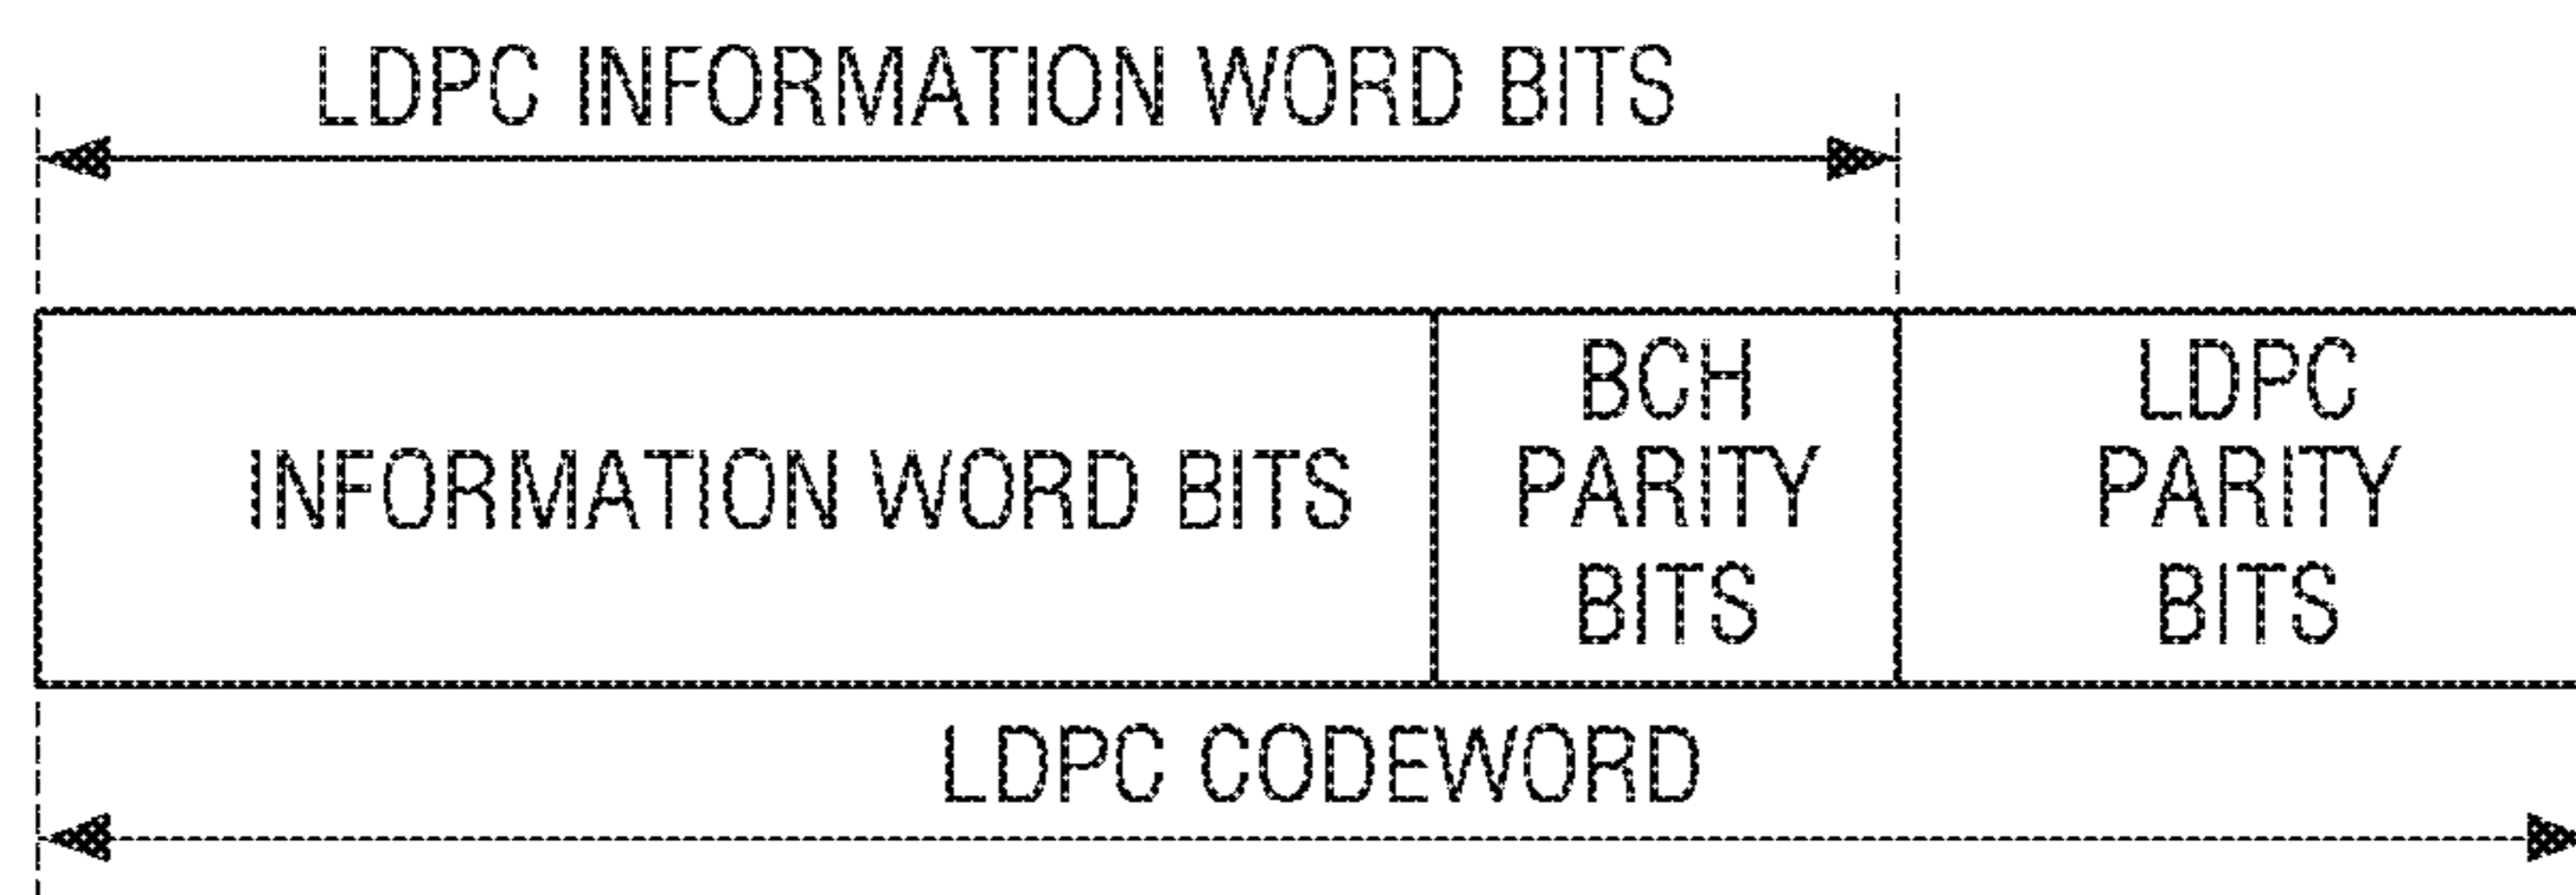 LDPC INFORMATION WORD BITS
INFORMATION WORD BITS
BCH
PARITY
BITS
LDPC
PARITY
BITS
LDPC CODEWORD